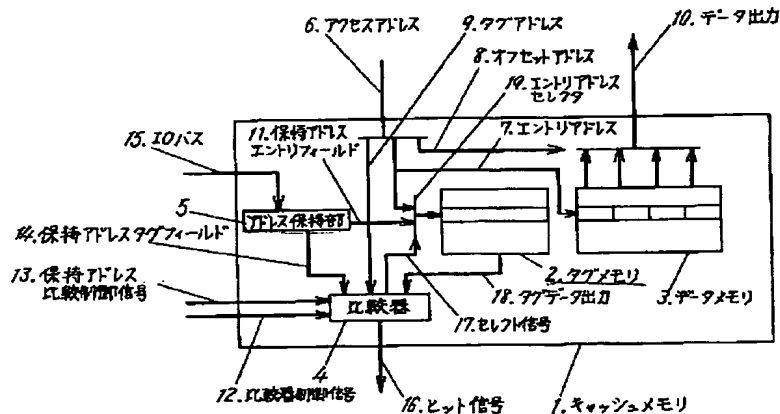 6.アクセスアドレス
9.タグアドレス
10.データ出力
8.オフセットアドレス
19.エントリアドレス
セレクタ
7.エントリアドレス
11.保持アドレス
エントリフィールド
15.IOバス
5
アドレス保持部
14.保持アドレスタグフィールド
13.保持アドレス
比較制御信号
2.タグメモリ
18.タグデータ出力
3.データメモリ
比較器
17.セレクト信号
4
12.比較器制御信号
16.ヒット信号
1.キャッシュメモリ